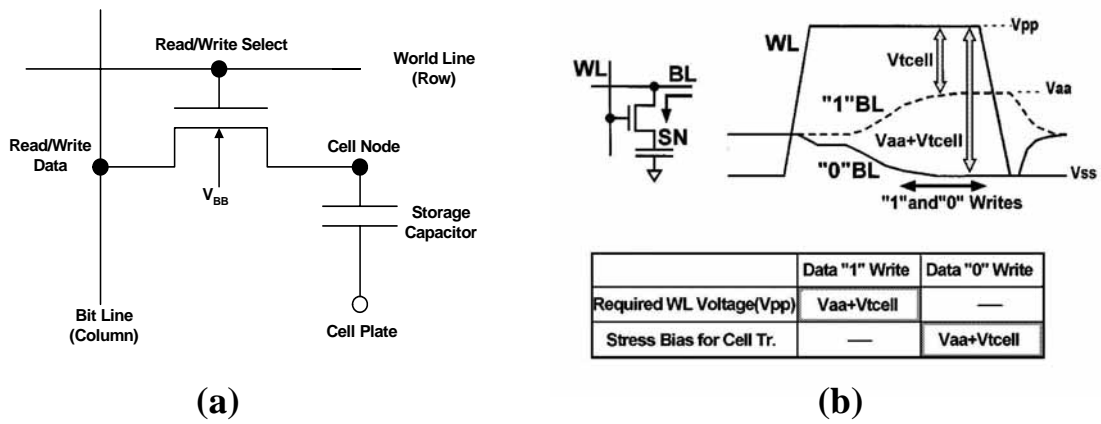 Read/Write Select
World Line
(Row)
Read/Write
Data
Cell Node
VBB
Storage
Capacitor
Bit Line
(Column)
Cell Plate
(a)
WL
BL
SN
WL
Vpp
Vtcell
Vaa
"1"BL
Vaa+Vtcell
"0"BL
Vss
"1"and"0" Writes
Data "1" Write Data "0" Write
Required WL Voltage(Vpp) Vaa+Vtcell —
Stress Bias for Cell Tr. — Vaa+Vtcell
(b)